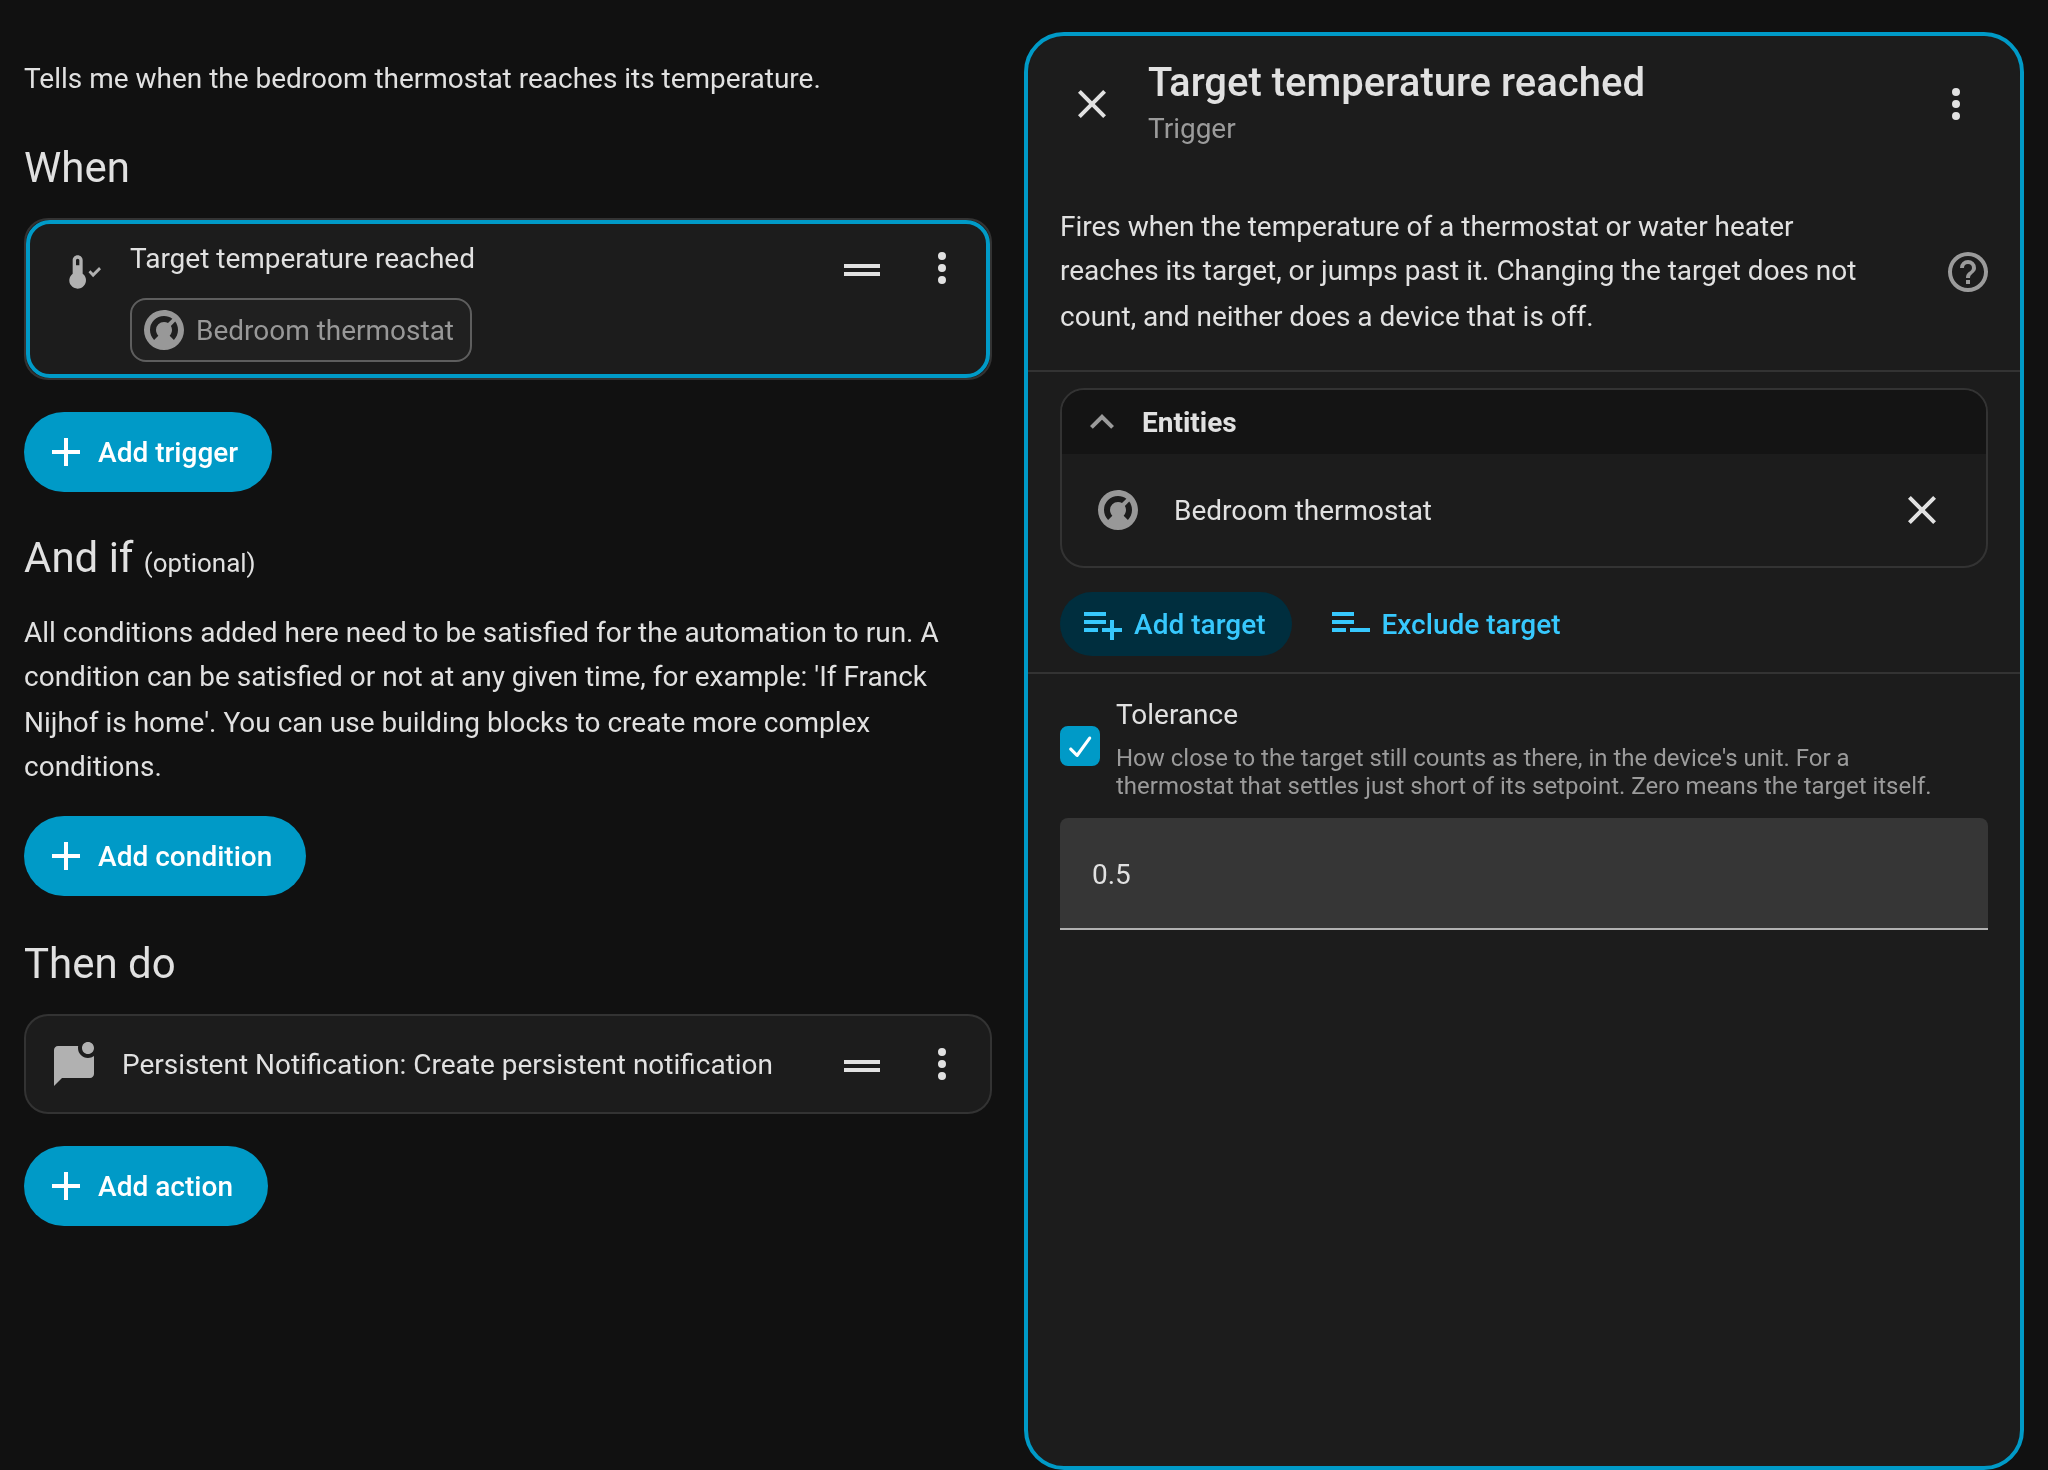 Tells me when the bedroom thermostat reaches its temperature.
When
Target temperature reached
Bedroom thermostat
Add trigger
And if (optional)
All conditions added here need to be satisfied for the automation to run. A
condition can be satisfied or not at any given time, for example: 'If Franck
Nijhof is home'. You can use building blocks to create more complex
conditions.
Add condition
Then do
Persistent Notification: Create persistent notification
Add action
Target temperature reached
Trigger
Fires when the temperature of a thermostat or water heater
reaches its target, or jumps past it. Changing the target does not
count, and neither does a device that is off.
Entities
Bedroom thermostat
Add target
Exclude target
Tolerance
How close to the target still counts as there, in the device's unit. For a
thermostat that settles just short of its setpoint. Zero means the target itself.
0.5